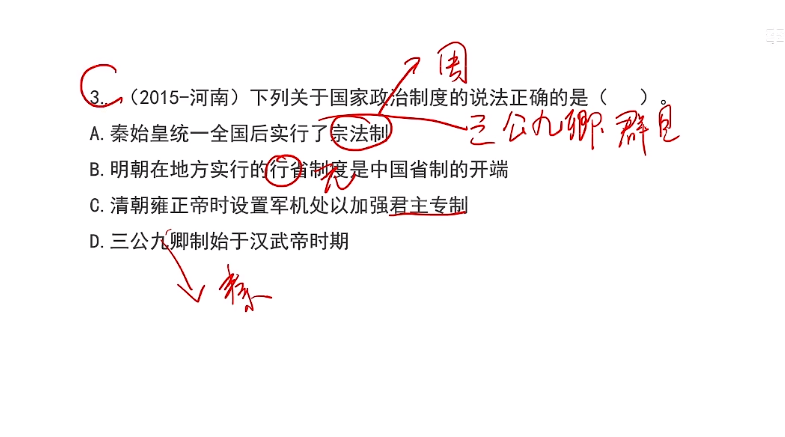 周
C
3.（2015-河南）下列关于国家政治制度的说法正确的是（ ）。
A.秦始皇统一全国后实行了宗法制
三公九卿、群县
B.明朝在地方实行的行省制度是中国省制的开端
元
C.清朝雍正帝时设置军机处以加强君主专制
D.三公九卿制始于汉武帝时期
秦